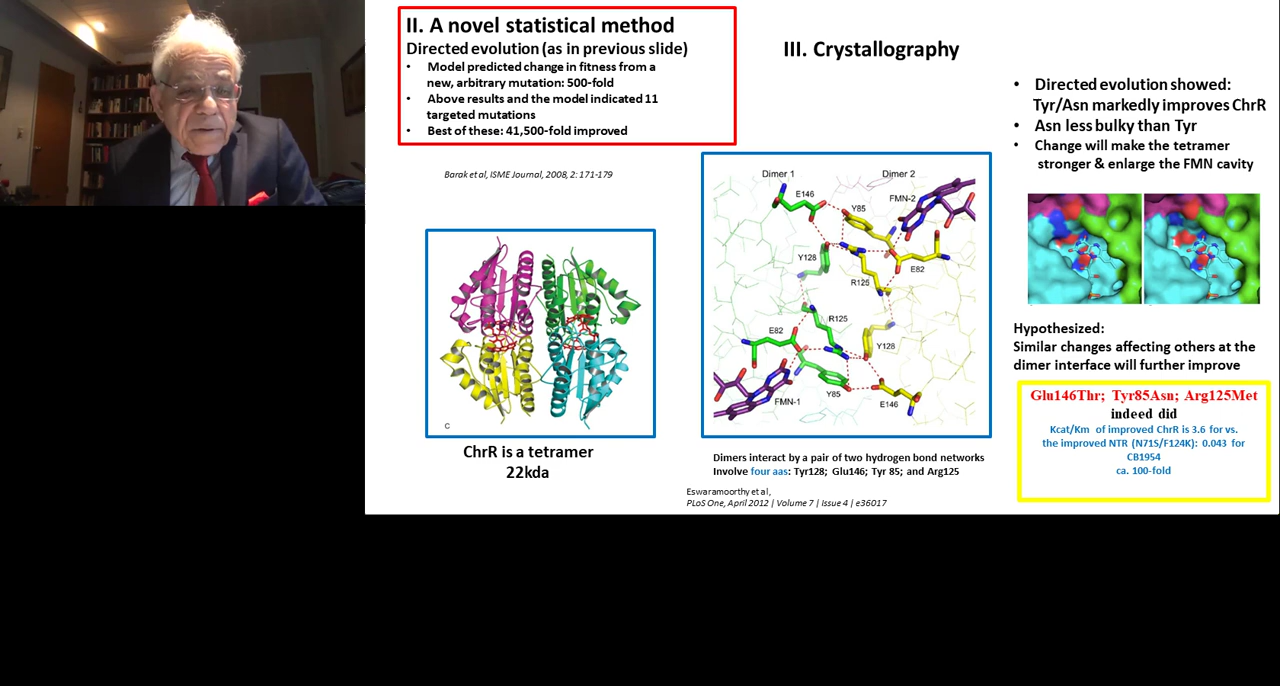 II. A novel statistical method
Directed evolution (as in previous slide)
• Model predicted change in fitness from a
new, arbitrary mutation: 500-fold
• Above results and the model indicated 11
targeted mutations
• Best of these: 41,500-fold improved
Barak et al, ISME Journal, 2008, 2: 171-179
C
ChrR is a tetramer
22kda
III. Crystallography
Dimer 1
Dimer 2
E146
Y85
FMN-2
Y128
R125
E82
R125
E82
Y128
FMN-1
Y85
E146
Dimers interact by a pair of two hydrogen bond networks
Involve four aas: Tyr128; Glu146; Tyr 85; and Arg125
Eswaramoorthy et al,
PLoS One, April 2012 | Volume 7 | Issue 4 | e36017
• Directed evolution showed:
Tyr/Asn markedly improves ChrR
• Asn less bulky than Tyr
• Change will make the tetramer
stronger & enlarge the FMN cavity
Hypothesized:
Similar changes affecting others at the
dimer interface will further improve
Glu146Thr; Tyr85Asn; Arg125Met
indeed did
Kcat/Km of improved ChrR is 3.6 for vs.
the improved NTR (N71S/F124K): 0.043 for
CB1954
ca. 100-fold